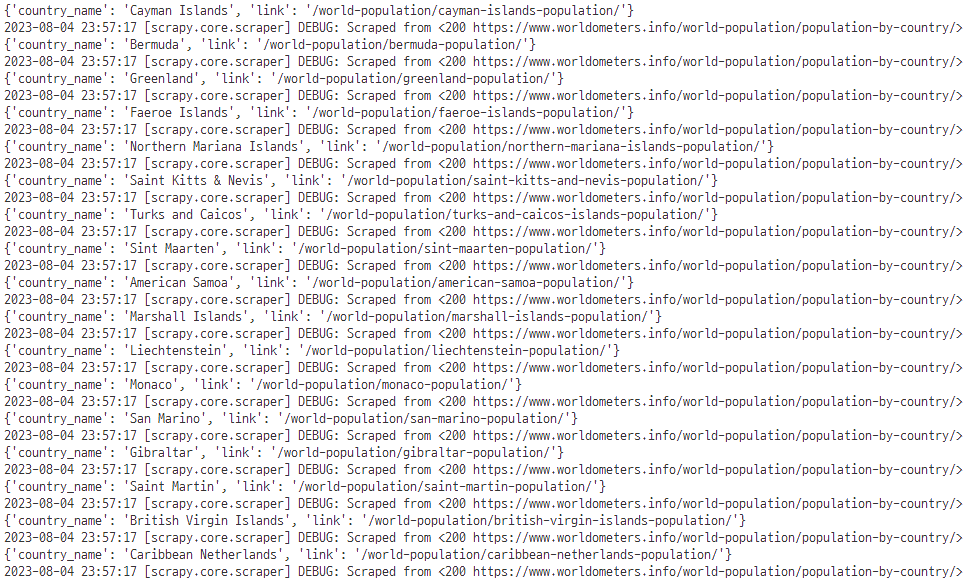 {'country_name': 'Cayman Islands', 'link': '/world-population/cayman-islands-population/'}
2023-08-04 23:57:17 [scrapy.core.scraper] DEBUG: Scraped from <200 https://www.worldometers.info/world-population/population-by-country/>
{'country_name': 'Bermuda', 'link': '/world-population/bermuda-population/'}
2023-08-04 23:57:17 [scrapy.core.scraper] DEBUG: Scraped from <200 https://www.worldometers.info/world-population/population-by-country/>
{'country_name': 'Greenland', 'link': '/world-population/greenland-population/'}
2023-08-04 23:57:17 [scrapy.core.scraper] DEBUG: Scraped from <200 https://www.worldometers.info/world-population/population-by-country/>
{'country_name': 'Faeroe Islands', 'link': '/world-population/faeroe-islands-population/'}
2023-08-04 23:57:17 [scrapy.core.scraper] DEBUG: Scraped from <200 https://www.worldometers.info/world-population/population-by-country/>
{'country_name': 'Northern Mariana Islands', 'link': '/world-population/northern-mariana-islands-population/'}
2023-08-04 23:57:17 [scrapy.core.scraper] DEBUG: Scraped from <200 https://www.worldometers.info/world-population/population-by-country/>
{'country_name': 'Saint Kitts & Nevis', 'link': '/world-population/saint-kitts-and-nevis-population/'}
2023-08-04 23:57:17 [scrapy.core.scraper] DEBUG: Scraped from <200 https://www.worldometers.info/world-population/population-by-country/>
{'country_name': 'Turks and Caicos', 'link': '/world-population/turks-and-caicos-islands-population/'}
2023-08-04 23:57:17 [scrapy.core.scraper] DEBUG: Scraped from <200 https://www.worldometers.info/world-population/population-by-country/>
{'country_name': 'Sint Maarten', 'link': '/world-population/sint-maarten-population/'}
2023-08-04 23:57:17 [scrapy.core.scraper] DEBUG: Scraped from <200 https://www.worldometers.info/world-population/population-by-country/>
{'country_name': 'American Samoa', 'link': '/world-population/american-samoa-population/'}
2023-08-04 23:57:17 [scrapy.core.scraper] DEBUG: Scraped from <200 https://www.worldometers.info/world-population/population-by-country/>
{'country_name': 'Marshall Islands', 'link': '/world-population/marshall-islands-population/'}
2023-08-04 23:57:17 [scrapy.core.scraper] DEBUG: Scraped from <200 https://www.worldometers.info/world-population/population-by-country/>
{'country_name': 'Liechtenstein', 'link': '/world-population/liechtenstein-population/'}
2023-08-04 23:57:17 [scrapy.core.scraper] DEBUG: Scraped from <200 https://www.worldometers.info/world-population/population-by-country/>
{'country_name': 'Monaco', 'link': '/world-population/monaco-population/'}
2023-08-04 23:57:17 [scrapy.core.scraper] DEBUG: Scraped from <200 https://www.worldometers.info/world-population/population-by-country/>
{'country_name': 'San Marino', 'link': '/world-population/san-marino-population/'}
2023-08-04 23:57:17 [scrapy.core.scraper] DEBUG: Scraped from <200 https://www.worldometers.info/world-population/population-by-country/>
{'country_name': 'Gibraltar', 'link': '/world-population/gibraltar-population/'}
2023-08-04 23:57:17 [scrapy.core.scraper] DEBUG: Scraped from <200 https://www.worldometers.info/world-population/population-by-country/>
{'country_name': 'Saint Martin', 'link': '/world-population/saint-martin-population/'}
2023-08-04 23:57:17 [scrapy.core.scraper] DEBUG: Scraped from <200 https://www.worldometers.info/world-population/population-by-country/>
{'country_name': 'British Virgin Islands', 'link': '/world-population/british-virgin-islands-population/'}
2023-08-04 23:57:17 [scrapy.core.scraper] DEBUG: Scraped from <200 https://www.worldometers.info/world-population/population-by-country/>
{'country_name': 'Caribbean Netherlands', 'link': '/world-population/caribbean-netherlands-population/'}
2023-08-04 23:57:17 [scrapy.core.scraper] DEBUG: Scraped from <200 https://www.worldometers.info/world-population/population-by-country/>